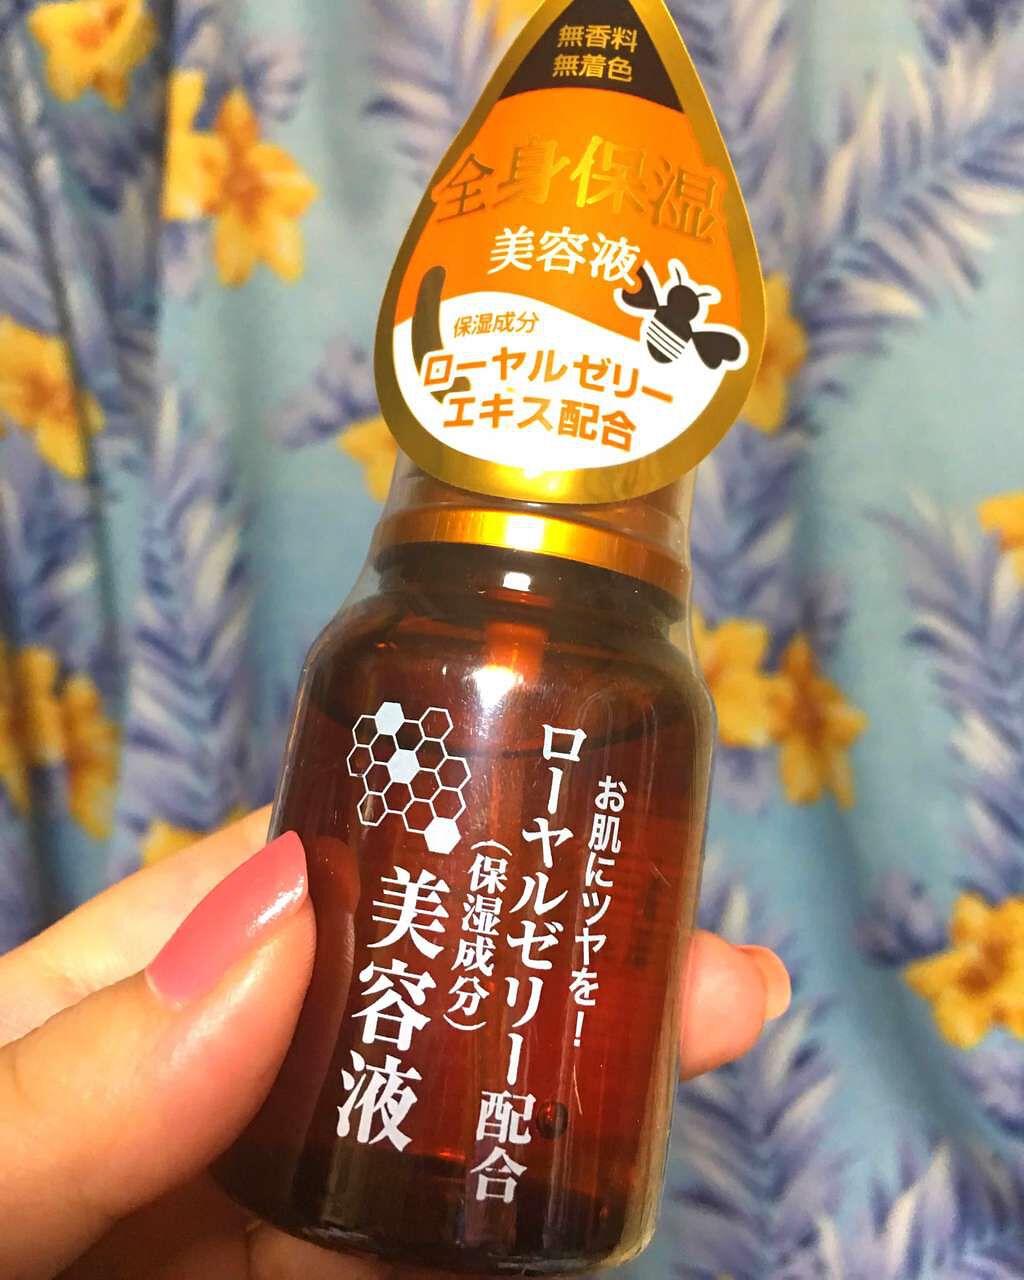 無香料
無着色
全身保湿
美容液
保湿成分
ローヤルゼリー
エキス配合
お肌にツヤを!
ローヤルゼリー配合
(保湿成分)
美容液